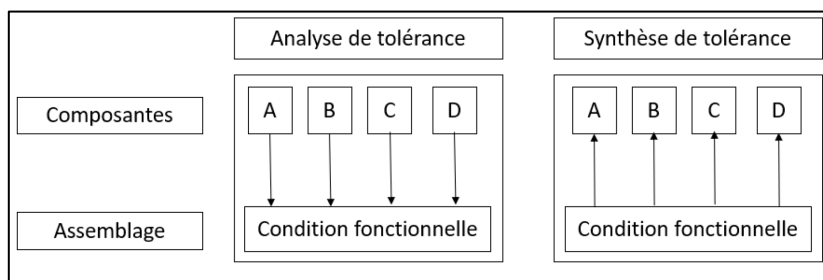 Analyse de tolérance
Synthèse de tolérance
Composantes
A
B
C
D
A
B
C
D
Assemblage
Condition fonctionnelle
Condition fonctionnelle